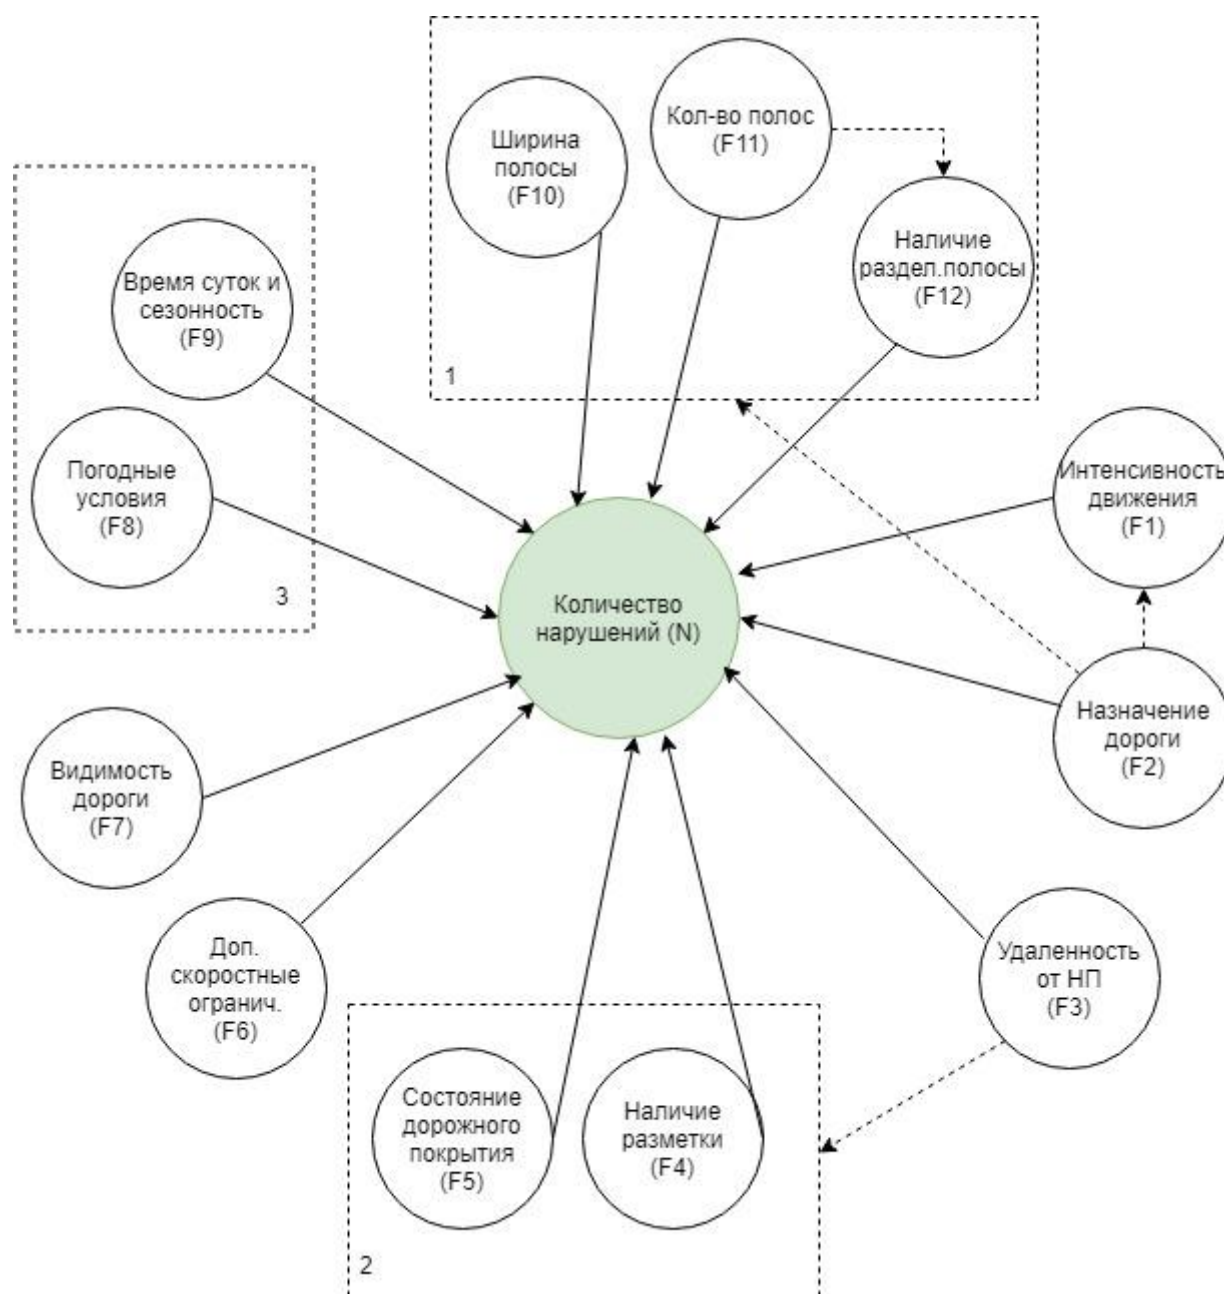 Ширина
полосы
(F10)
Кол-во полос
(F11)
Наличие
раздел.полосы
(F12)
1
Время суток и
сезонность
(F9)
Погодные
условия
(F8)
3
Интенсивность
движения
(F1)
Количество
нарушений (N)
Назначение
дороги
(F2)
Видимость
дороги
(F7)
Доп.
скоростные
огранич.
(F6)
Удаленность
от НП
(F3)
Состояние
дорожного
покрытия
(F5)
Наличие
разметки
(F4)
2